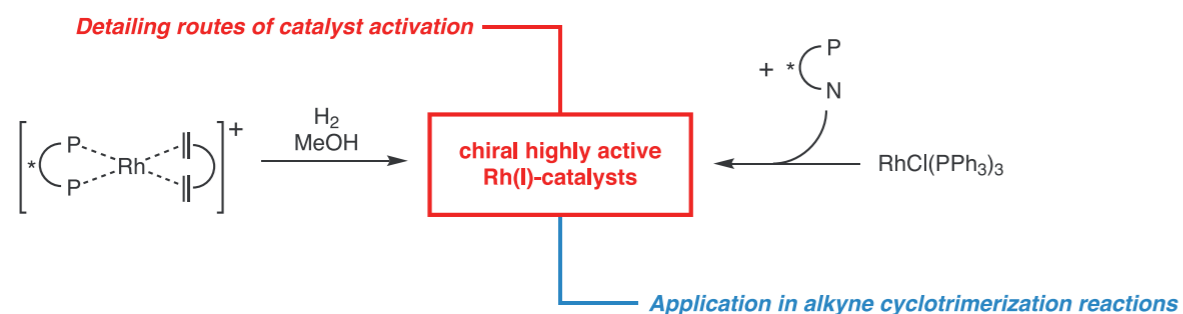 Detailing routes of catalyst activation
+ * P
N
[ * P P Rh ]+
H2
MeOH
chiral highly active
Rh(I)-catalysts
RhCl(PPh3)3
Application in alkyne cyclotrimerization reactions